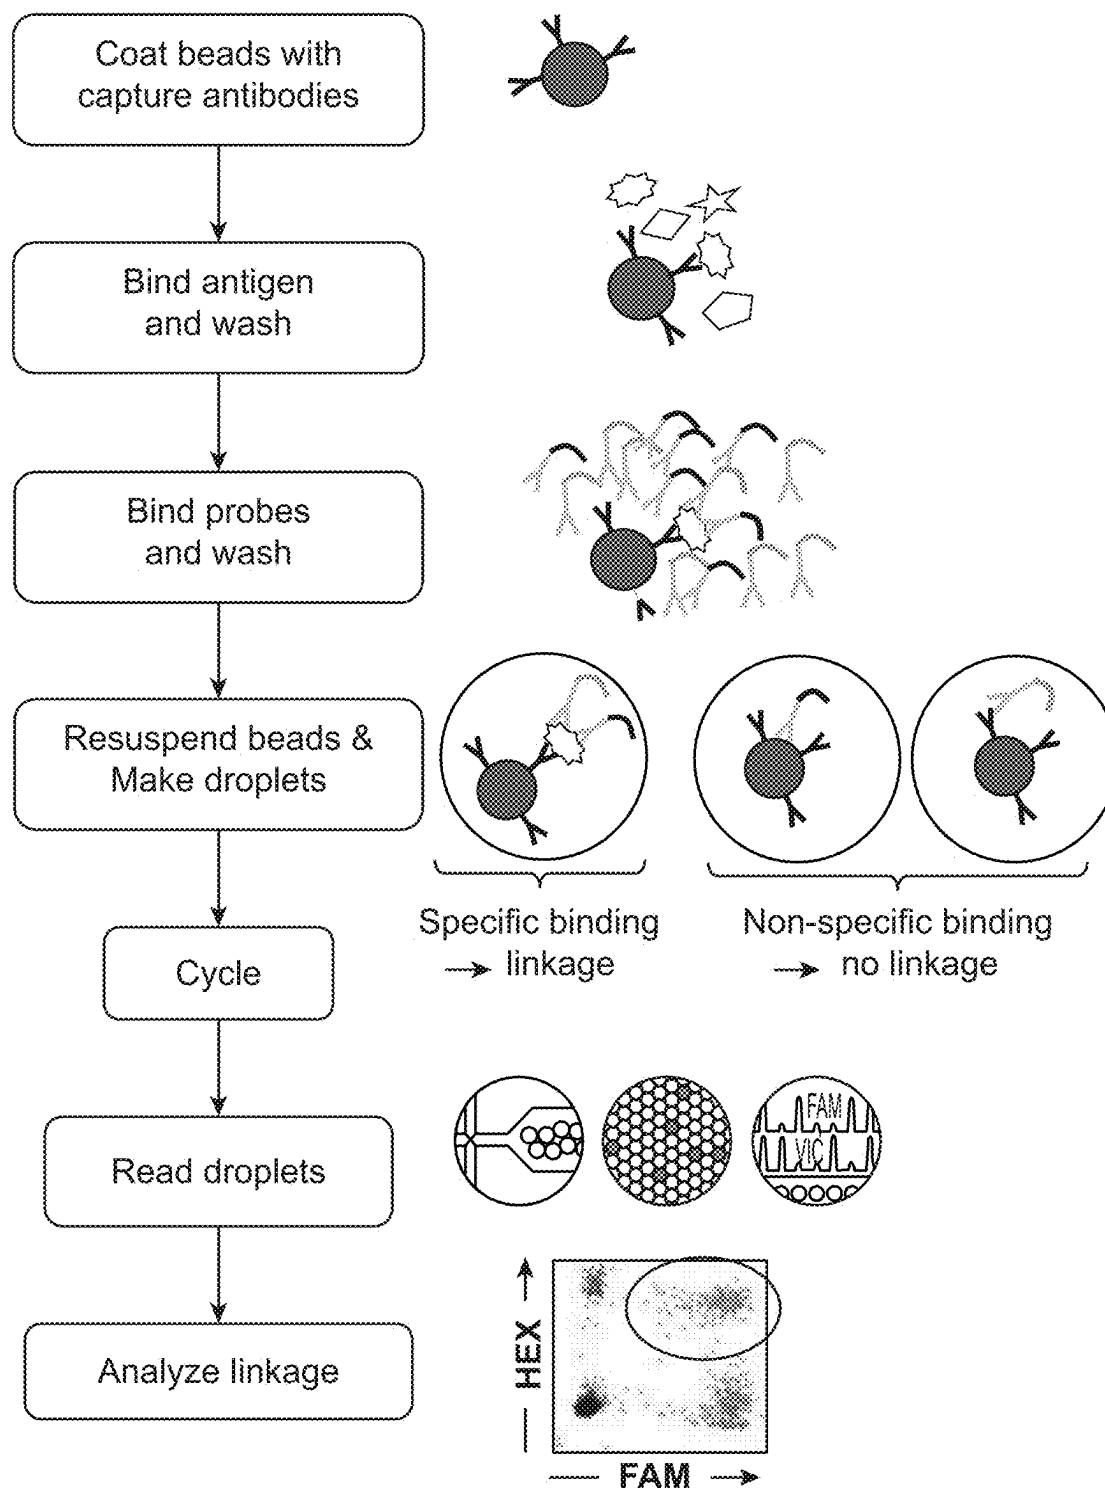 Coat beads with
capture antibodies
Bind antigen
and wash
Bind probes
and wash
Resuspend beads &
Make droplets
Specific binding
→ linkage
Non-specific binding
→ no linkage
Cycle
Read droplets
FAM
VIC
Analyze linkage
HEX
FAM